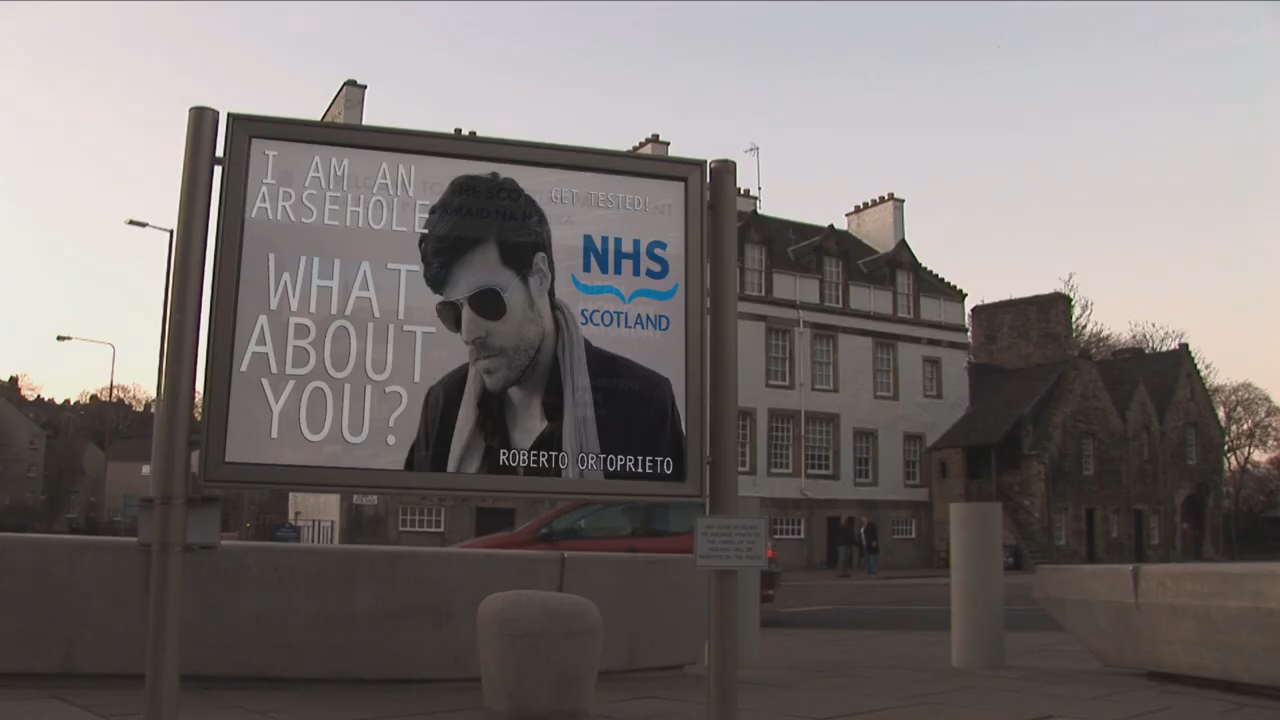 I AM AN
ARSEHOLE
WHAT
ABOUT
YOU?
GET TESTED!
NHS
SCOTLAND
ROBERTO ORTOPRIETO